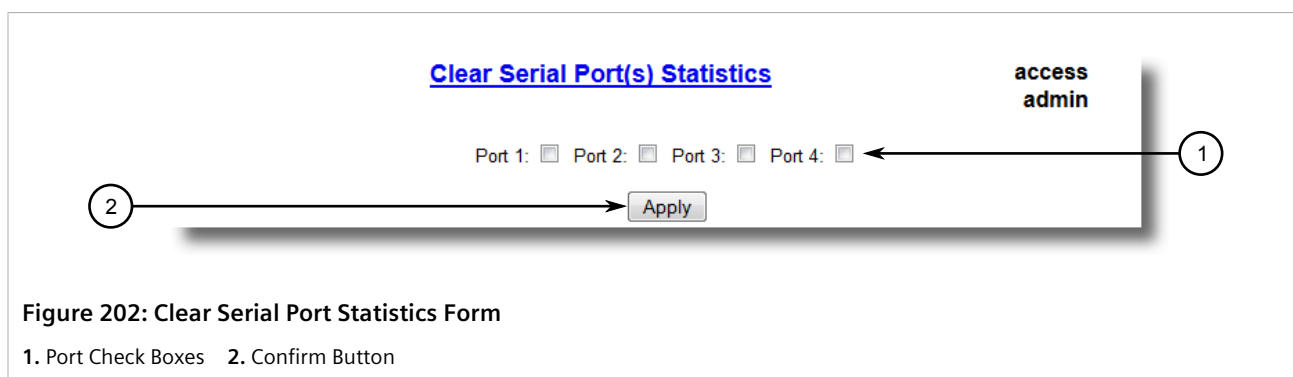 Clear Serial Port(s) Statistics
access
admin
Port 1: Port 2: Port 3: Port 4:
1
2
Apply
Figure 202: Clear Serial Port Statistics Form
1. Port Check Boxes 2. Confirm Button